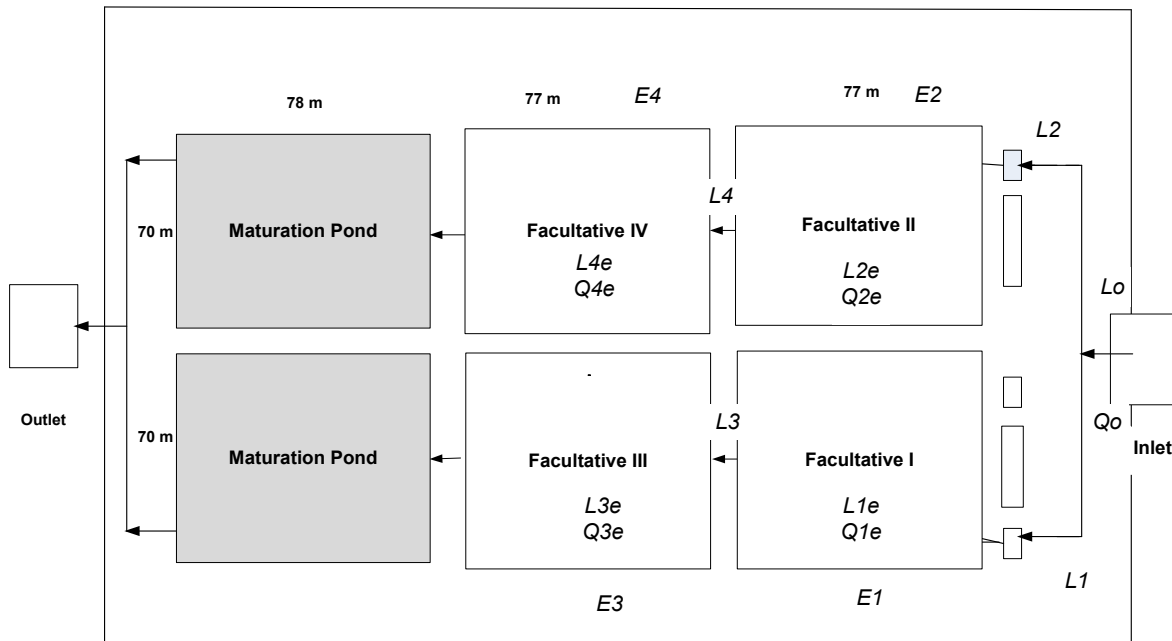 78 m
77 m
E4
77 m
E2
L2
70 m
Maturation Pond
Facultative IV
L4e
Q4e
L4
Facultative II
L2e
Q2e
Lo
Outlet
70 m
Maturation Pond
Facultative III
L3e
Q3e
L3
Facultative I
L1e
Q1e
Qo
Inlet
E3
E1
L1